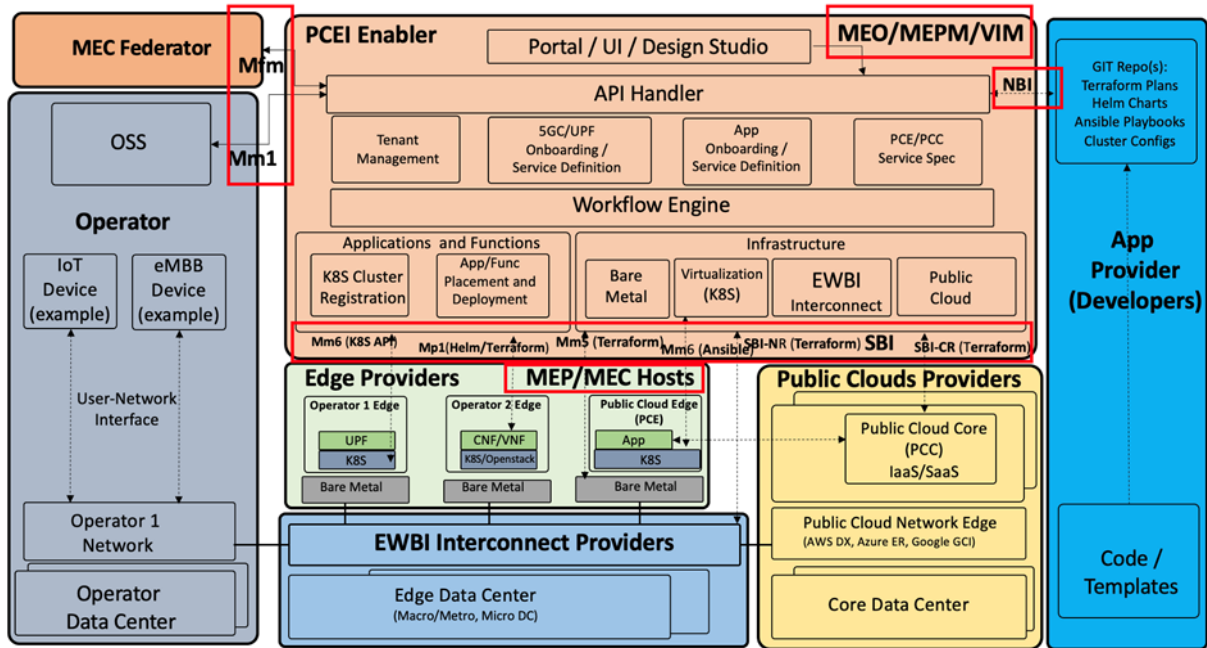 MEC Federator
Mfm
PCEI Enabler
Portal / UI / Design Studio
MEO/MEPM/VIM
API Handler
NBI
GIT Repo(s):
Terraform Plans
Helm Charts
Ansible Playbooks
Cluster Configs
OSS
Mm1
Tenant
Management
5GC/UPF
Onboarding /
Service Definition
App
Onboarding /
Service Definition
PCE/PCC
Service Spec
Workflow Engine
Operator
IoT
Device
(example)
eMBB
Device
(example)
Applications and Functions
K8S Cluster
Registration
App/Func
Placement and
Deployment
Infrastructure
Bare
Metal
Virtualization
(K8S)
EWBI
Interconnect
Public
Cloud
App
Provider
(Developers)
Mm6 (K8S API)
Mp1(Helm/Terraform)
Mm5 (Terraform)
Mm6 (Ansible)
SBI-NR (Terraform)
SBI
SBI-CR (Terraform)
User-Network
Interface
Edge Providers
MEP/MEC Hosts
Operator 1 Edge
UPF
K8S
Operator 2 Edge
CNF/VNF
K8S/Openstack
Public Cloud Edge
(PCE)
App
K8S
Bare Metal
Bare Metal
Bare Metal
Public Clouds Providers
Public Cloud Core
(PCC)
IaaS/SaaS
Operator 1
Network
EWBI Interconnect Providers
Public Cloud Network Edge
(AWS DX, Azure ER, Google GCI)
Code /
Templates
Operator
Data Center
Edge Data Center
(Macro/Metro, Micro DC)
Core Data Center